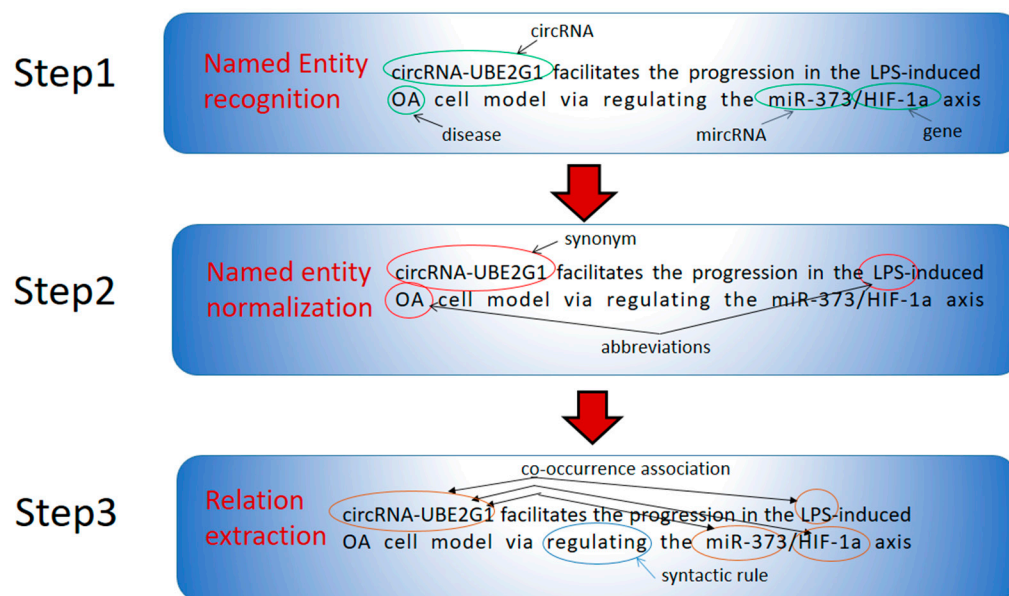 Step1
Named Entity
recognition
circRNA
circRNA-UBE2G1 facilitates the progression in the LPS-induced
OA cell model via regulating the miR-373/HIF-1a axis
disease
mircRNA
gene
Step2
Named entity
normalization
synonym
circRNA-UBE2G1 facilitates the progression in the LPS-induced
OA cell model via regulating the miR-373/HIF-1a axis
abbreviations
Step3
Relation
extraction
co-occurrence association
circRNA-UBE2G1 facilitates the progression in the LPS-induced
OA cell model via regulating the miR-373/HIF-1a axis
syntactic rule